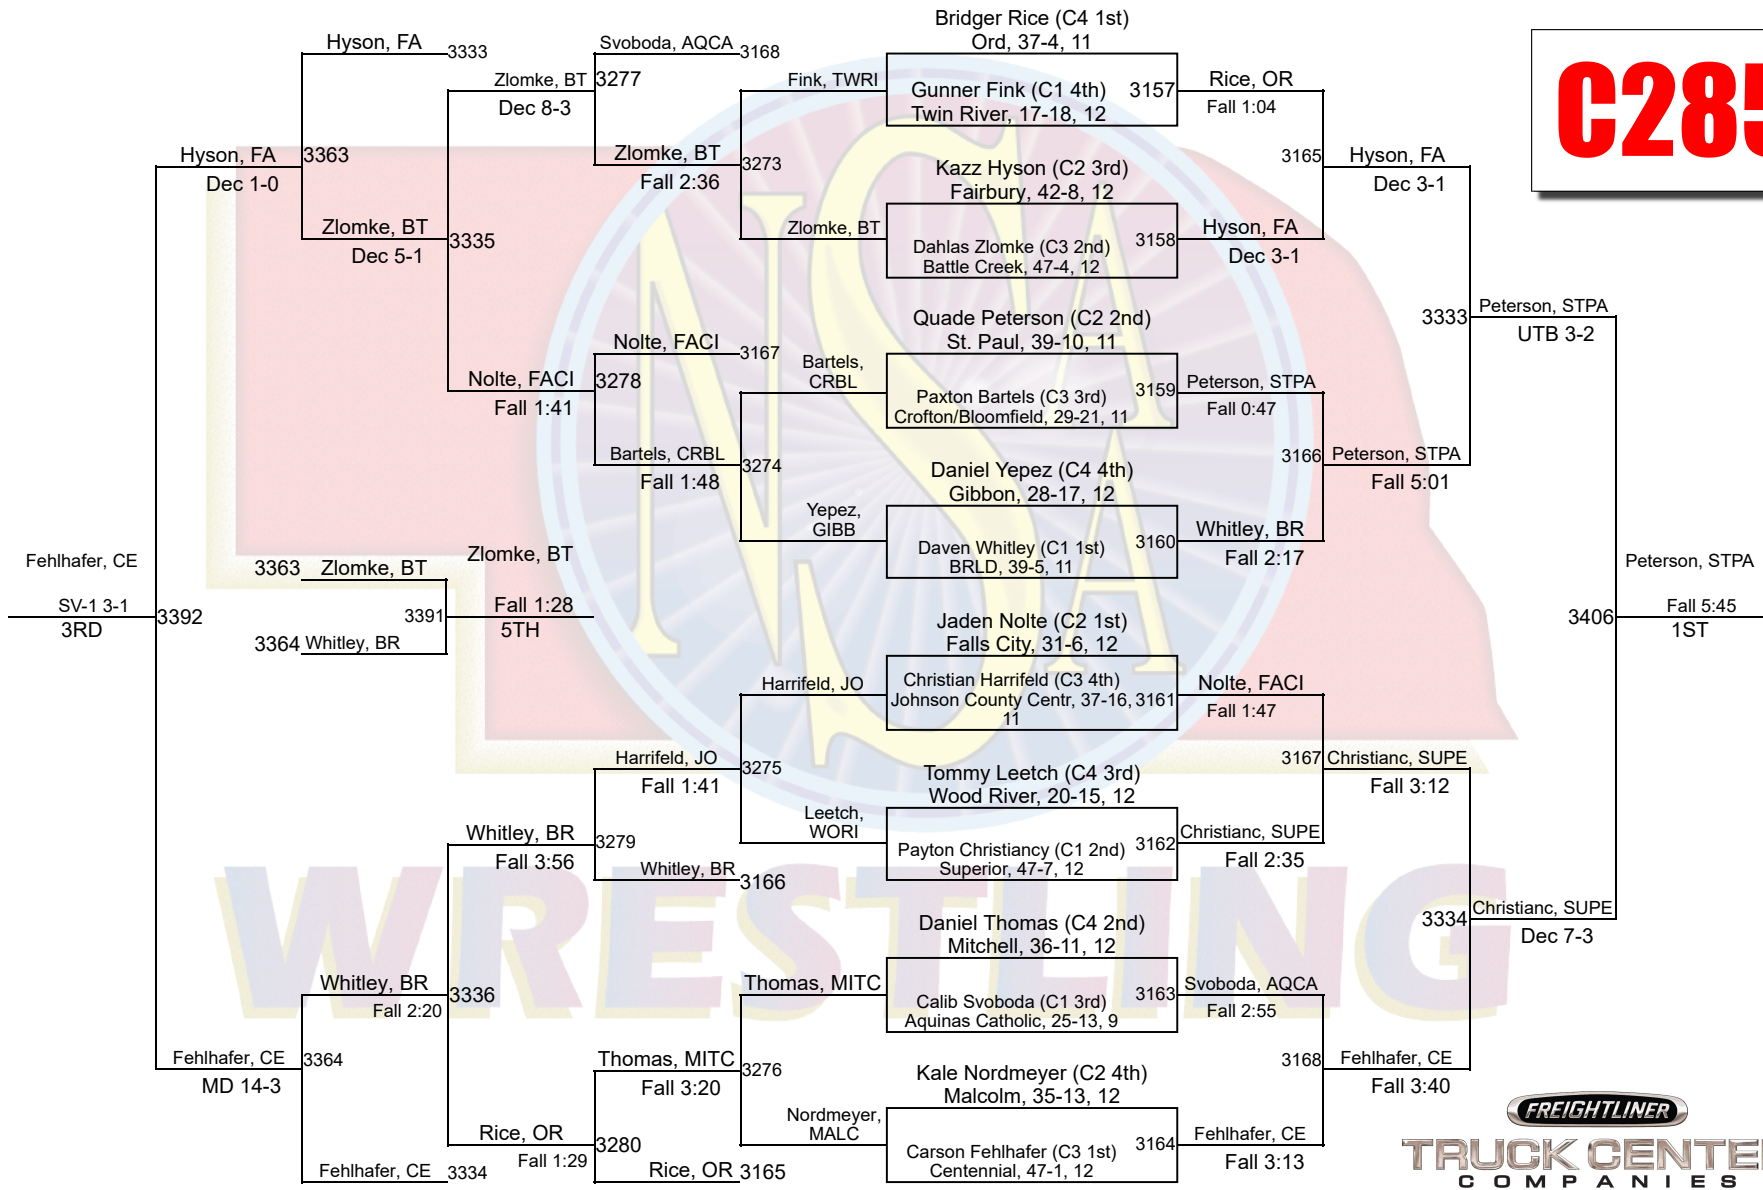 Bridger Rice (C4 1st)
Ord, 37-4, 11
Gunner Fink (C1 4th)
Twin River, 17-18, 12
3157
Kazz Hyson (C2 3rd)
Fairbury, 42-8, 12
Dahlas Zlomke (C3 2nd)
Battle Creek, 47-4, 12
3158
Quade Peterson (C2 2nd)
St. Paul, 39-10, 11
Paxton Bartels (C3 3rd)
Crofton/Bloomfield, 29-21, 11
3159
Daniel Yepez (C4 4th)
Gibbon, 28-17, 12
Daven Whitley (C1 1st)
BRLD, 39-5, 11
3160
Jaden Nolte (C2 1st)
Falls City, 31-6, 12
Christian Harrifeld (C3 4th)
Johnson County Centr, 37-16,
11
3161
Tommy Leetch (C4 3rd)
Wood River, 20-15, 12
Payton Christiancy (C1 2nd)
Superior, 47-7, 12
3162
Daniel Thomas (C4 2nd)
Mitchell, 36-11, 12
Calib Svoboda (C1 3rd)
Aquinas Catholic, 25-13, 9
3163
Kale Nordmeyer (C2 4th)
Malcolm, 35-13, 12
Carson Fehlhafer (C3 1st)
Centennial, 47-1, 12
3164
Rice, OR
Fall 1:04
Hyson, FA
Dec 3-1
Peterson, STPA
Fall 0:47
Whitley, BR
Fall 2:17
Nolte, FACI
Fall 1:47
Christianc, SUPE
Fall 2:35
Svoboda, AQCA
Fall 2:55
Fehlhafer, CE
Fall 3:13
3165
Hyson, FA
Dec 3-1
3166
Peterson, STPA
Fall 5:01
3167
Christianc, SUPE
Fall 3:12
3168
Fehlhafer, CE
Fall 3:40
3333
Peterson, STPA
UTB 3-2
3334
Christianc, SUPE
Dec 7-3
3406
Peterson, STPA
Fall 5:45
1ST
Fink, TWRI
Zlomke, BT
Bartels,
CRBL
Yepez,
GIBB
Harrifeld, JO
Leetch,
WORI
Thomas, MITC
Nordmeyer,
MALC
Svoboda, AQCA
3168
Zlomke, BT
Fall 2:36
3273
Nolte, FACI
3167
Bartels, CRBL
Fall 1:48
3274
Harrifeld, JO
Fall 1:41
3275
Whitley, BR
3166
Thomas, MITC
Fall 3:20
3276
Rice, OR
3165
Zlomke, BT
Dec 8-3
3277
Nolte, FACI
Fall 1:41
3278
Whitley, BR
Fall 3:56
3279
Rice, OR
Fall 1:29
3280
Hyson, FA
3333
Zlomke, BT
Dec 5-1
3335
Whitley, BR
Fall 2:20
3336
Fehlhafer, CE
3334
Hyson, FA
Dec 1-0
3363
Fehlhafer, CE
MD 14-3
3364
3363
Zlomke, BT
3364
Whitley, BR
3391
Zlomke, BT
Fall 1:28
5TH
Fehlhafer, CE
SV-1 3-1
3RD
3392
C285
NSAA
WRESTLING
FREIGHTLINER
TRUCK CENTE
COMPANIES